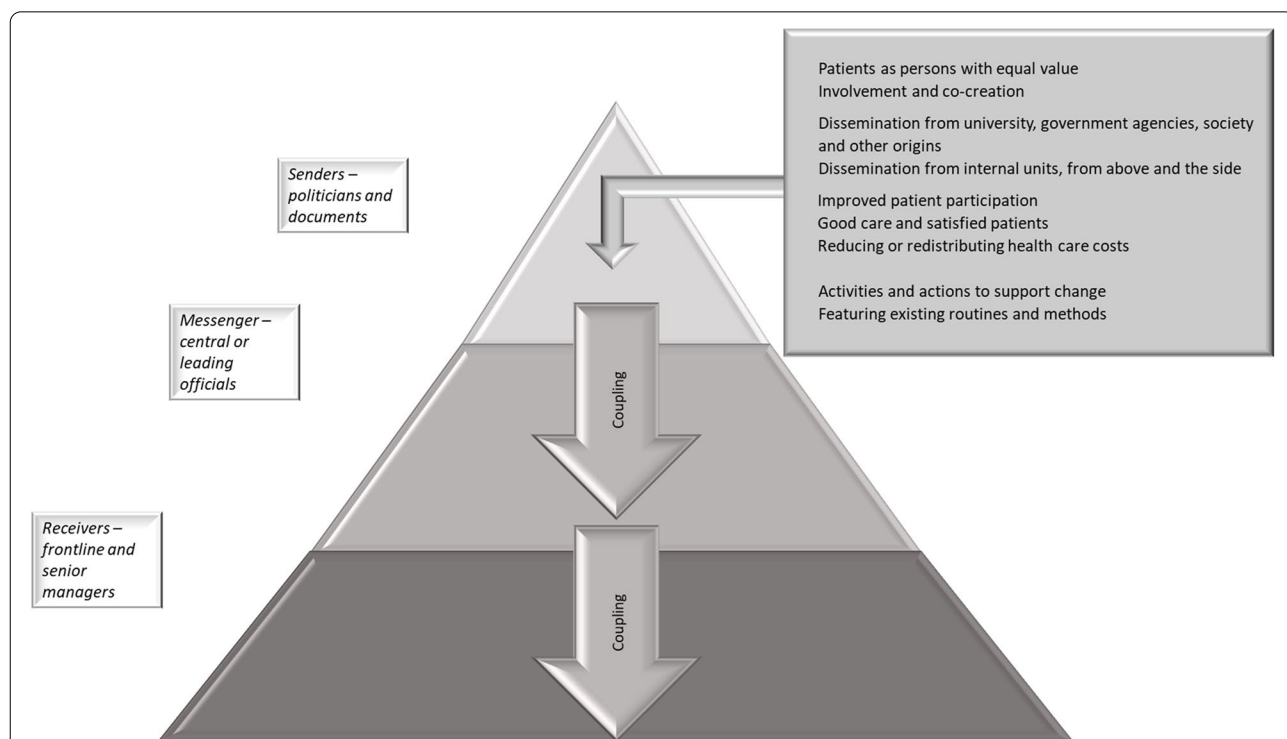 Patients as persons with equal value
Involvement and co-creation
Dissemination from university, government agencies, society
and other origins
Dissemination from internal units, from above and the side
Improved patient participation
Good care and satisfied patients
Reducing or redistributing health care costs
Activities and actions to support change
Featuring existing routines and methods
Senders –
politicians and
documents
Messenger –
central or
leading
officials
Coupling
Receivers –
frontline and
senior
managers
Coupling